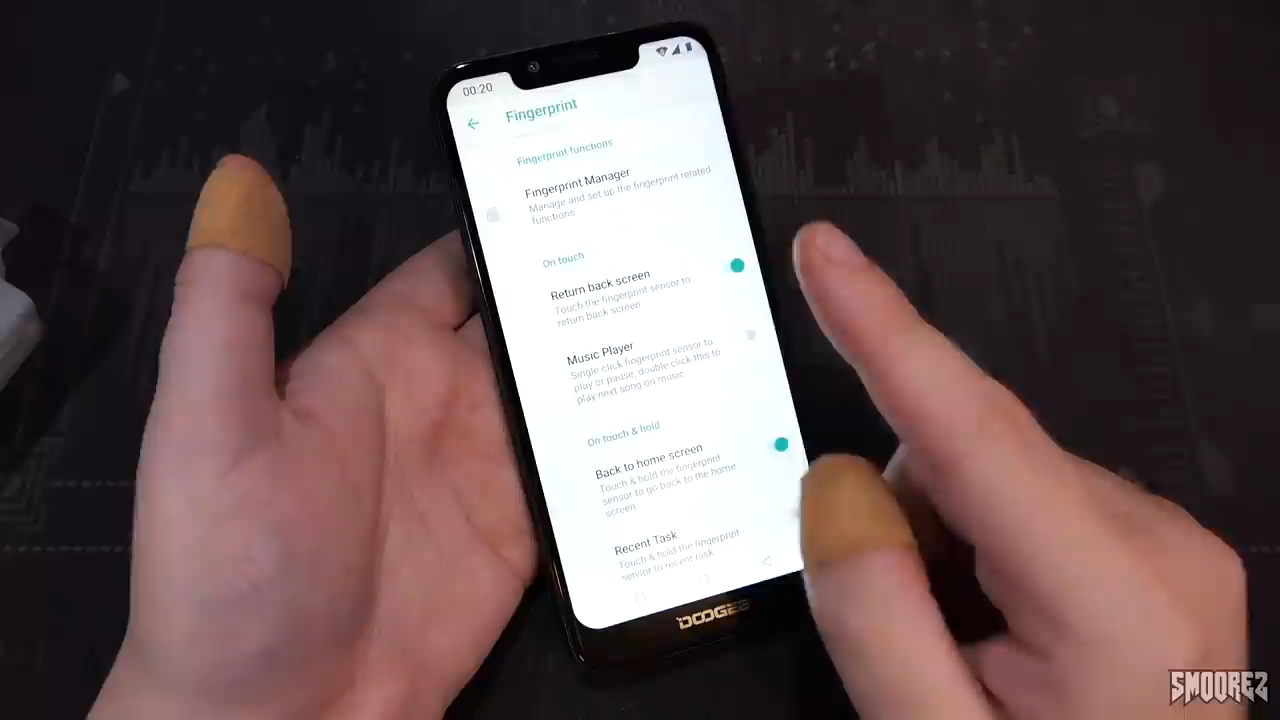 00:20
Fingerprint
Fingerprint functions
Fingerprint Manager
Manage and set up the fingerprint related
functions
On touch
Return back screen
Touch the fingerprint sensor to
return back screen
Music Player
Single click fingerprint sensor to
play or pause, double click this to
play next song on music
On touch & hold
Back to home screen
Touch & hold the fingerprint
sensor to go back to the home
screen
Recent Task
Touch & hold the fingerprint
sensor to recent task
DOOGEE
SMOOREZ